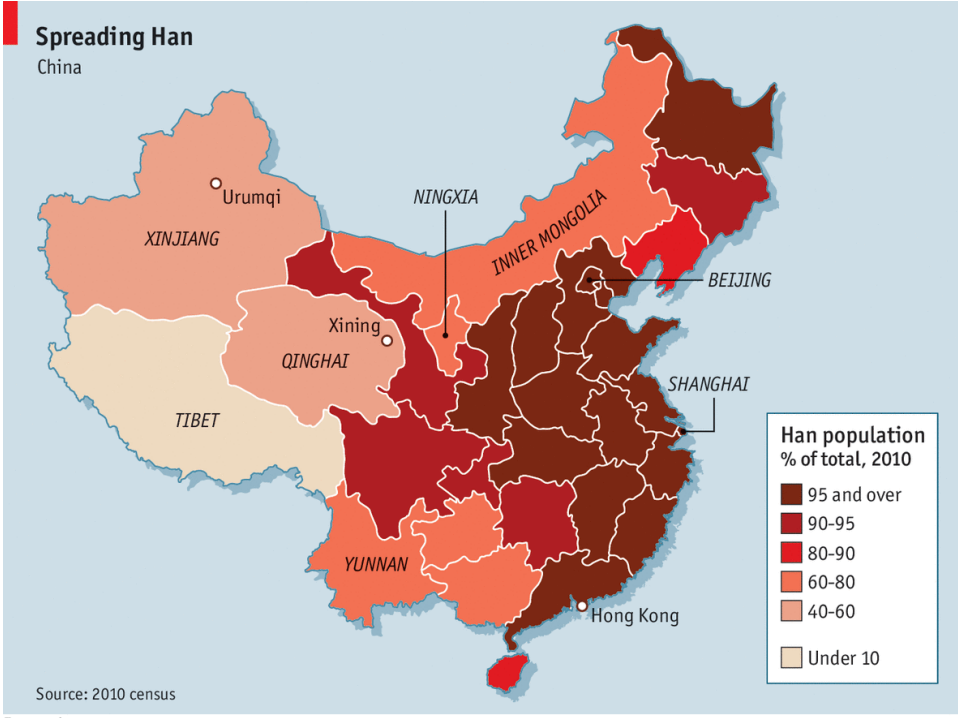 Spreading Han
China
Urumqi
NINGXIA
INNER MONGOLIA
XINJIANG
BEIJING
Xining
QINGHAI
SHANGHAI
TIBET
YUNNAN
Hong Kong
Han population
% of total, 2010
95 and over
90-95
80-90
60-80
40-60
Under 10
Source: 2010 census